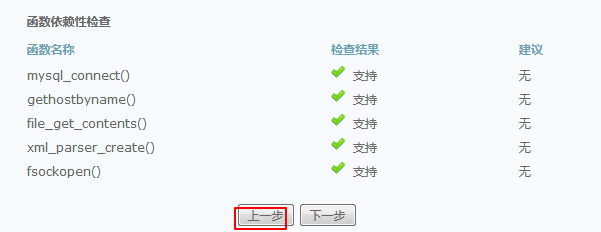 函数依赖性检查
函数名称 检查结果 建议
mysql_connect() 支持 无
gethostbyname() 支持 无
file_get_contents() 支持 无
xml_parser_create() 支持 无
fsockopen() 支持 无
上一步 下一步